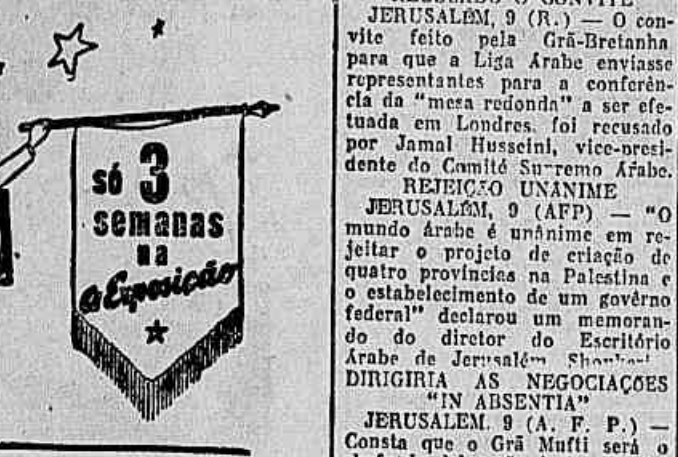 só 3
semanas
na
A Exposição
JERUSALÉM, 9 (R.) — O con-
vite feito pela Grã-Bretanha
para que a Liga Arabe enviasse
representantes para a conferên-
cia da "mesa redonda" a ser efe-
tuada em Londres, foi recusado
por Jamal Husseini, vice-presi-
dente do Comité Supremo Árabe.
REJEIÇÃO UNANIME
JERUSALÉM, 9 (AFP) — "O
mundo árabe é unânime em re-
jeitar o projeto de criação de
quatro províncias na Palestina e
o estabelecimento de um govêrno
federal" declarou um memoran-
do do diretor do Escritório
Árabe de Jerusalém
DIRIGIRIA AS NEGOCIAÇÕES
"IN ABSENTIA"
JERUSALEM, 9 (A. F. P.) —
Consta que o Grã Mufti será o